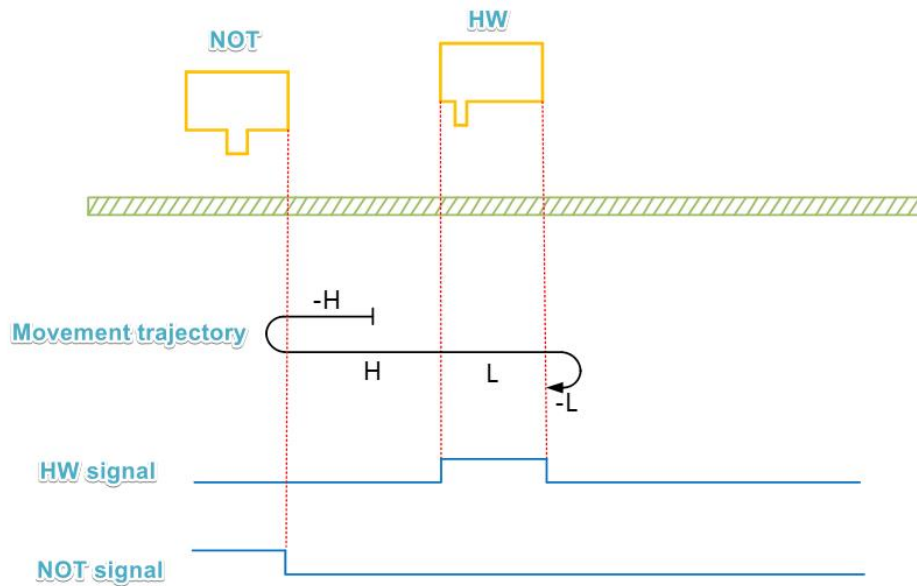 NOT
HW
-H
Movement trajectory
H
L
-L
HW signal
NOT signal